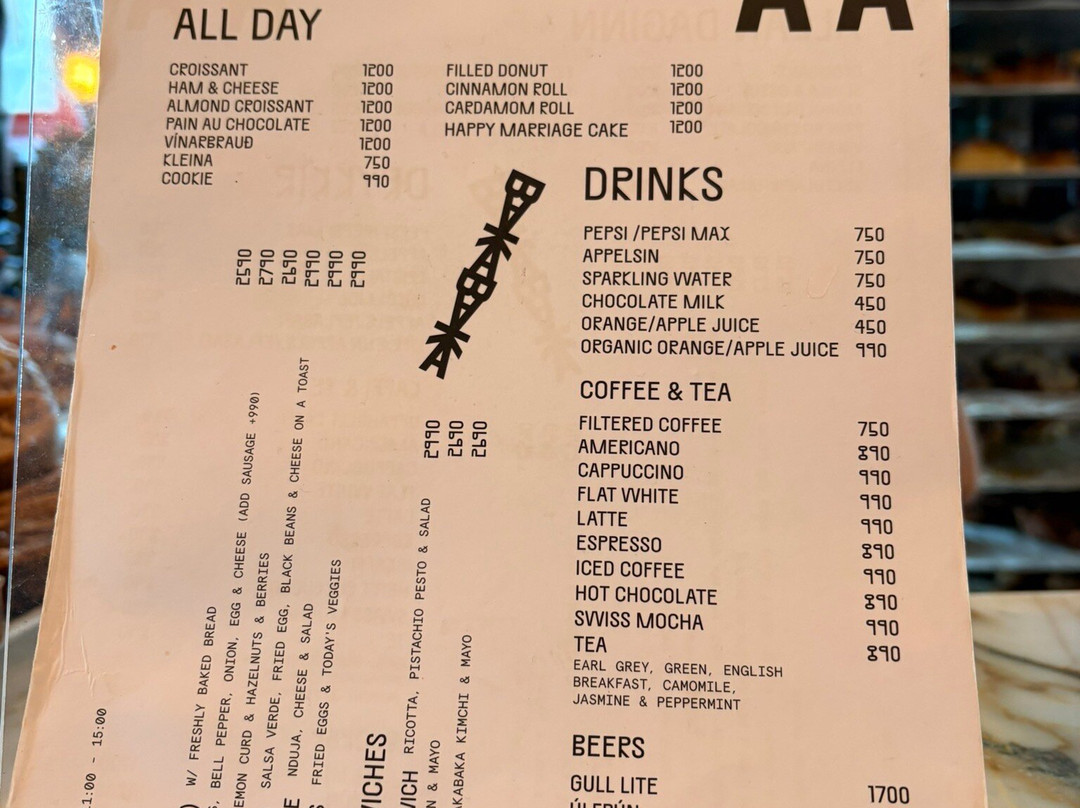 ALL DAY
CROISSANT 1200
HAM & CHEESE 1200
ALMOND CROISSANT 1200
PAIN AU CHOCOLATE 1200
VÍNARBRAUÐ 1200
KLEINA 750
COOKIE 990
FILLED DONUT 1200
CINNAMON ROLL 1200
CARDAMOM ROLL 1200
HAPPY MARRIAGE CAKE 1200
DRINKS
PEPSI /PEPSI MAX 750
APPELSIN 750
SPARKLING WATER 750
CHOCOLATE MILK 450
ORANGE/APPLE JUICE 450
ORGANIC ORANGE/APPLE JUICE 990
COFFEE & TEA
FILTERED COFFEE 750
AMERICANO 890
CAPPUCCINO 990
FLAT WHITE 990
LATTE 990
ESPRESSO 890
ICED COFFEE 990
HOT CHOCOLATE 890
SWISS MOCHA 990
TEA 890
EARL GREY, GREEN, ENGLISH
BREAKFAST, CAMOMILE,
JASMINE & PEPPERMINT
BEERS
GULL LITE 1700
11:00 - 15:00
W/ FRESHLY BAKED BREAD 2590
BELL PEPPER, ONION, EGG & CHEESE (ADD SAUSAGE +990) 2790
LEMON CURD & HAZELNUTS & BERRIES 2690
SALSA VERDE, FRIED EGG, BLACK BEANS & CHEESE ON A TOAST 2990
NDUJA, CHEESE & SALAD 2990
FRIED EGGS & TODAY'S VEGGIES 2990
RICOTTA, PISTACHIO PESTO & SALAD 2990
& MAYO 2690
KIMCHI & MAYO 2690